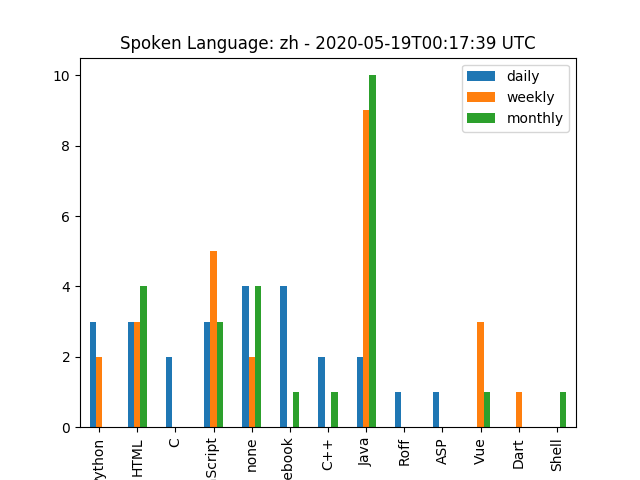 Spoken Language: zh - 2020-05-19T00:17:39 UTC
daily
weekly
monthly
10
8
6
4
2
0
ython
HTML
C
Script
none
ebook
C++
Java
Roff
ASP
Vue
Dart
Shell